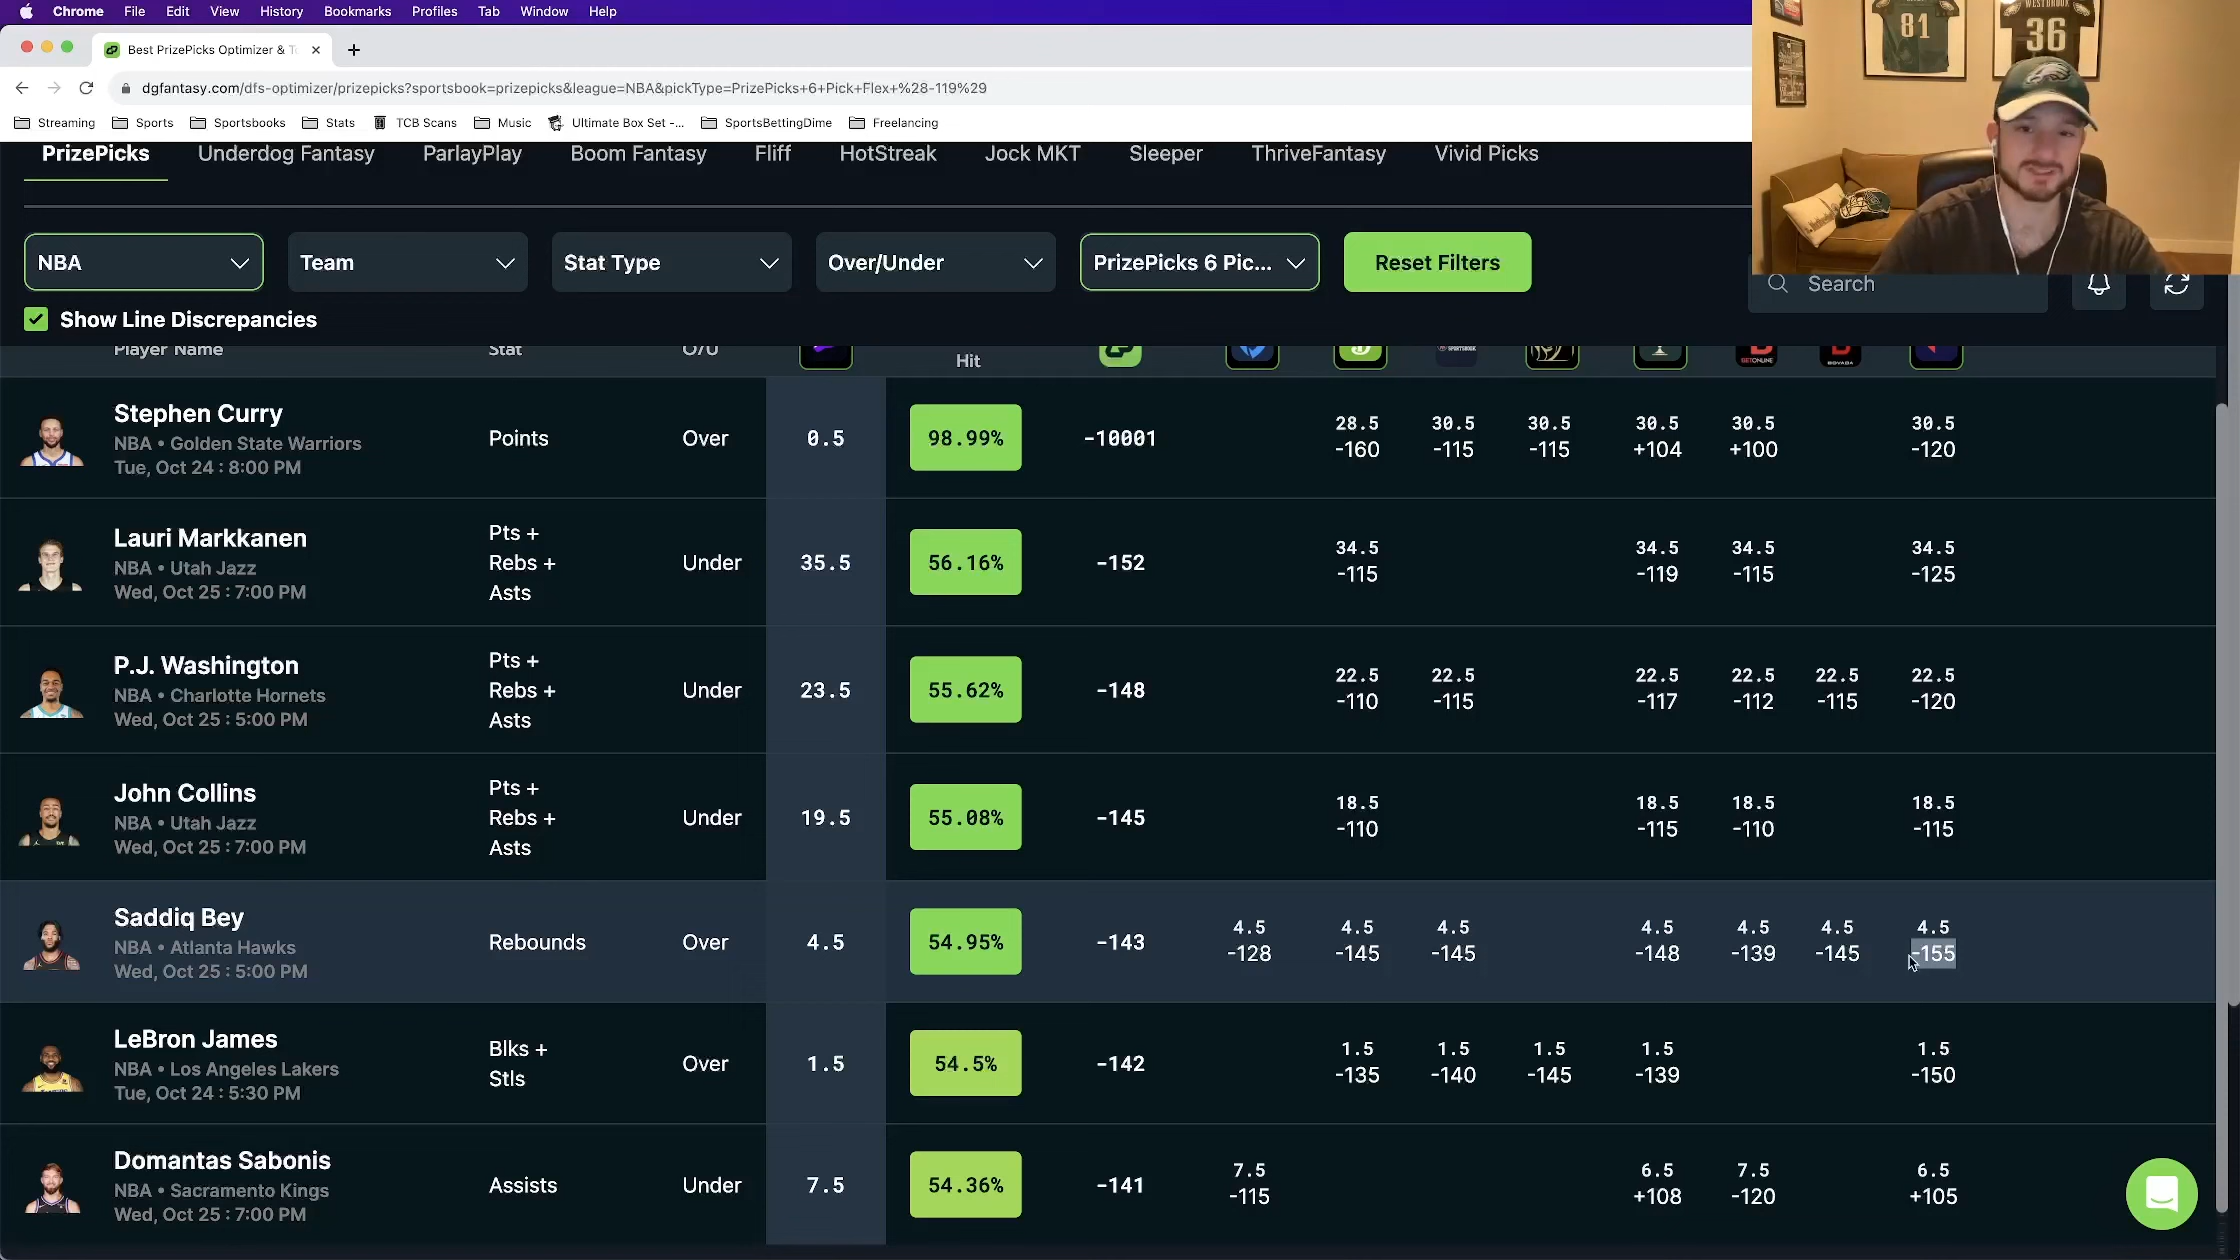 Chrome File Edit View History Bookmarks Profiles Tab Window Help
Best PrizePicks Optimizer & To
dgfantasy.com/dfs-optimizer/prizepicks?sportsbook=prizepicks&league=NBA&pickType=PrizePicks+6+Pick+Flex+%28-119%29
Streaming Sports Sportsbooks Stats TCB Scans Music Ultimate Box Set -... SportsBettingDime Freelancing
81
WESTBROOK
36
PrizePicks Underdog Fantasy ParlayPlay Boom Fantasy Fliff HotStreak Jock MKT Sleeper ThriveFantasy Vivid Picks
NBA Team Stat Type Over/Under PrizePicks 6 Pic... Reset Filters
Search
Show Line Discrepancies
Player Name Stat O/U Hit
BETONLINE BOVADA
Stephen Curry
NBA • Golden State Warriors
Tue, Oct 24 : 8:00 PM
Points Over 0.5 98.99% -10001
28.5 30.5 30.5 30.5 30.5 30.5
-160 -115 -115 +104 +100 -120
Lauri Markkanen
NBA • Utah Jazz
Wed, Oct 25 : 7:00 PM
Pts +
Rebs +
Asts
Under 35.5 56.16% -152
34.5 34.5 34.5 34.5
-115 -119 -115 -125
P.J. Washington
NBA • Charlotte Hornets
Wed, Oct 25 : 5:00 PM
Pts +
Rebs +
Asts
Under 23.5 55.62% -148
22.5 22.5 22.5 22.5 22.5 22.5
-110 -115 -117 -112 -115 -120
John Collins
NBA • Utah Jazz
Wed, Oct 25 : 7:00 PM
Pts +
Rebs +
Asts
Under 19.5 55.08% -145
18.5 18.5 18.5 18.5
-110 -115 -110 -115
Saddiq Bey
NBA • Atlanta Hawks
Wed, Oct 25 : 5:00 PM
Rebounds Over 4.5 54.95% -143
4.5 4.5 4.5 4.5 4.5 4.5 4.5
-128 -145 -145 -148 -139 -145 -155
LeBron James
NBA • Los Angeles Lakers
Tue, Oct 24 : 5:30 PM
Blks +
Stls
Over 1.5 54.5% -142
1.5 1.5 1.5 1.5 1.5
-135 -140 -145 -139 -150
Domantas Sabonis
NBA • Sacramento Kings
Wed, Oct 25 : 7:00 PM
Assists Under 7.5 54.36% -141
7.5 6.5 7.5 6.5
-115 +108 -120 +105